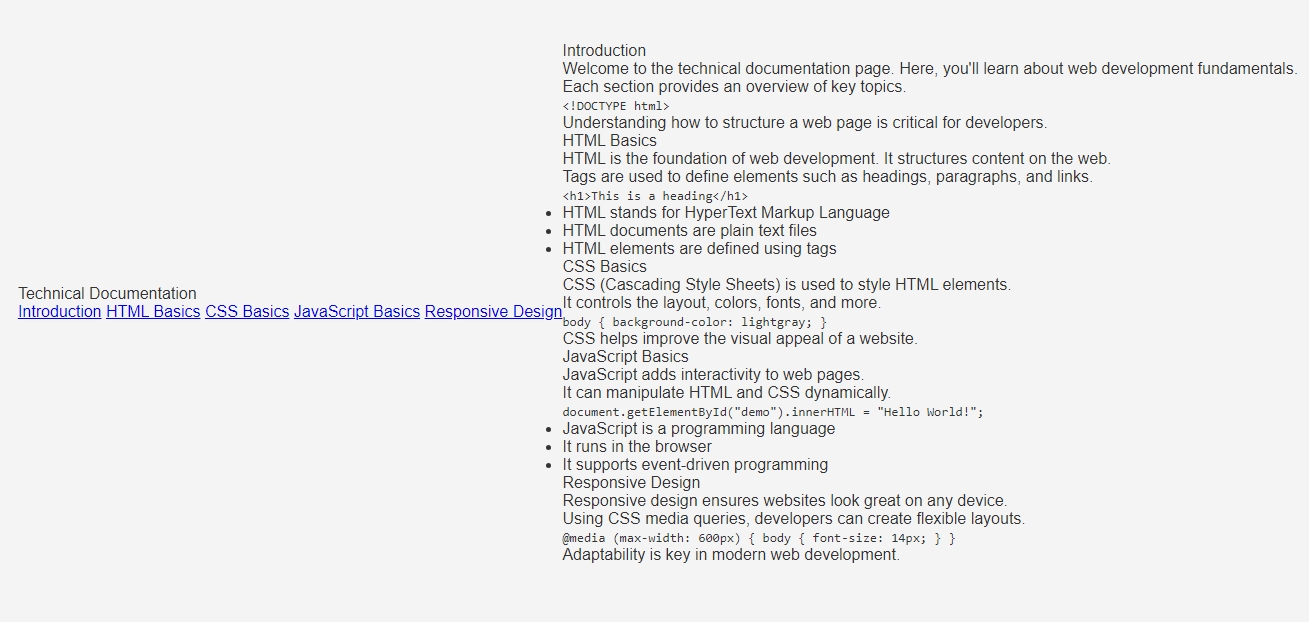 Technical Documentation
Introduction HTML Basics CSS Basics JavaScript Basics Responsive Design
Introduction
Welcome to the technical documentation page. Here, you'll learn about web development fundamentals.
Each section provides an overview of key topics.
<!DOCTYPE html>
Understanding how to structure a web page is critical for developers.
HTML Basics
HTML is the foundation of web development. It structures content on the web.
Tags are used to define elements such as headings, paragraphs, and links.
<h1>This is a heading</h1>
• HTML stands for HyperText Markup Language
• HTML documents are plain text files
• HTML elements are defined using tags
CSS Basics
CSS (Cascading Style Sheets) is used to style HTML elements.
It controls the layout, colors, fonts, and more.
body { background-color: lightgray; }
CSS helps improve the visual appeal of a website.
JavaScript Basics
JavaScript adds interactivity to web pages.
It can manipulate HTML and CSS dynamically.
document.getElementById("demo").innerHTML = "Hello World!";
• JavaScript is a programming language
• It runs in the browser
• It supports event-driven programming
Responsive Design
Responsive design ensures websites look great on any device.
Using CSS media queries, developers can create flexible layouts.
@media (max-width: 600px) { body { font-size: 14px; } }
Adaptability is key in modern web development.